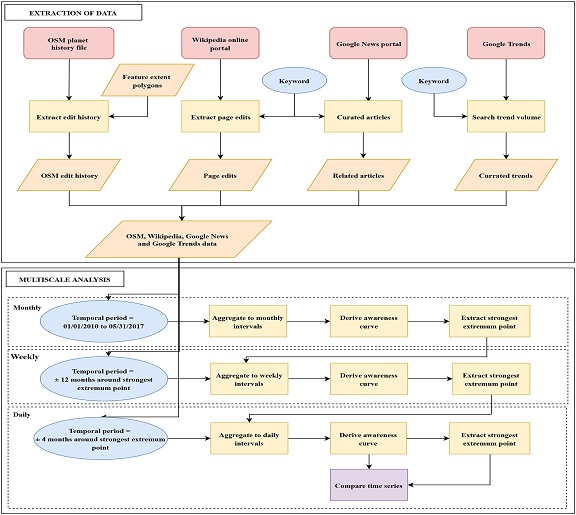 EXTRACTION OF DATA
OSM planet
history file
Wikipedia online
portal
Google News portal
Google Trends
Feature extent
polygons
Keyword
Keyword
Extract edit history
Extract page edits
Curated articles
Search trend volume
OSM edit history
Page edits
Related articles
Currated trends
OSM, Wikipedia, Google News
and Google Trends data
MULTISCALE ANALYSIS
Monthly
Temporal period =
01/01/2010 to 05/31/2017
Aggregate to monthly
intervals
Derive awareness
curve
Extract strongest
extremum point
Weekly
Temporal period =
± 12 months around strongest
extremum point
Aggregate to weekly
intervals
Derive awareness
curve
Extract strongest
extremum point
Daily
Temporal period =
± 4 months around strongest extremum
point
Aggregate to daily
intervals
Derive awareness
curve
Extract strongest
extremum point
Compare time series